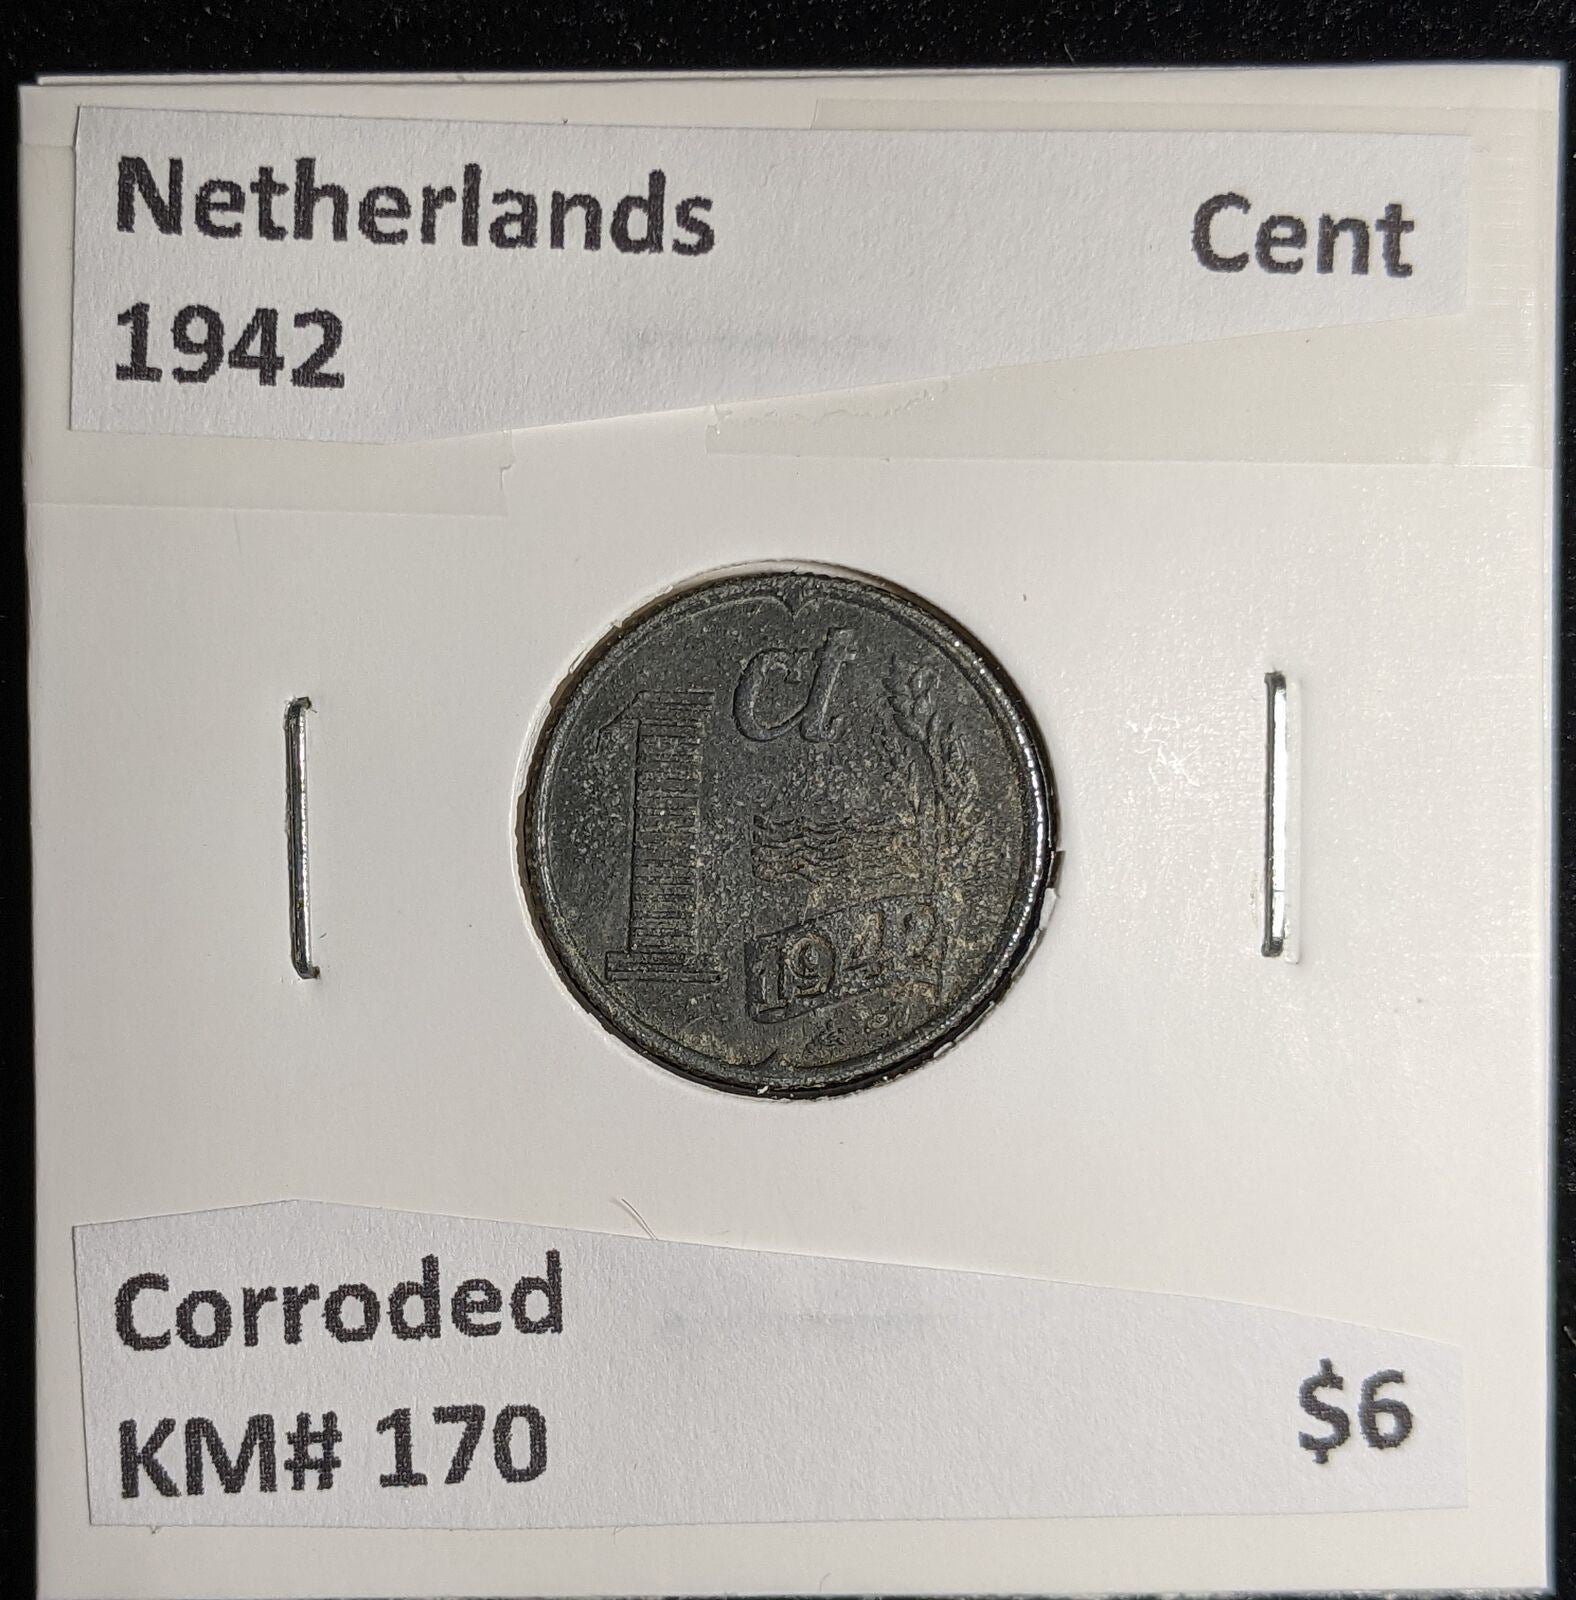 Netherlands Cent
1942
1 ct
1942
Corroded
KM# 170 $6